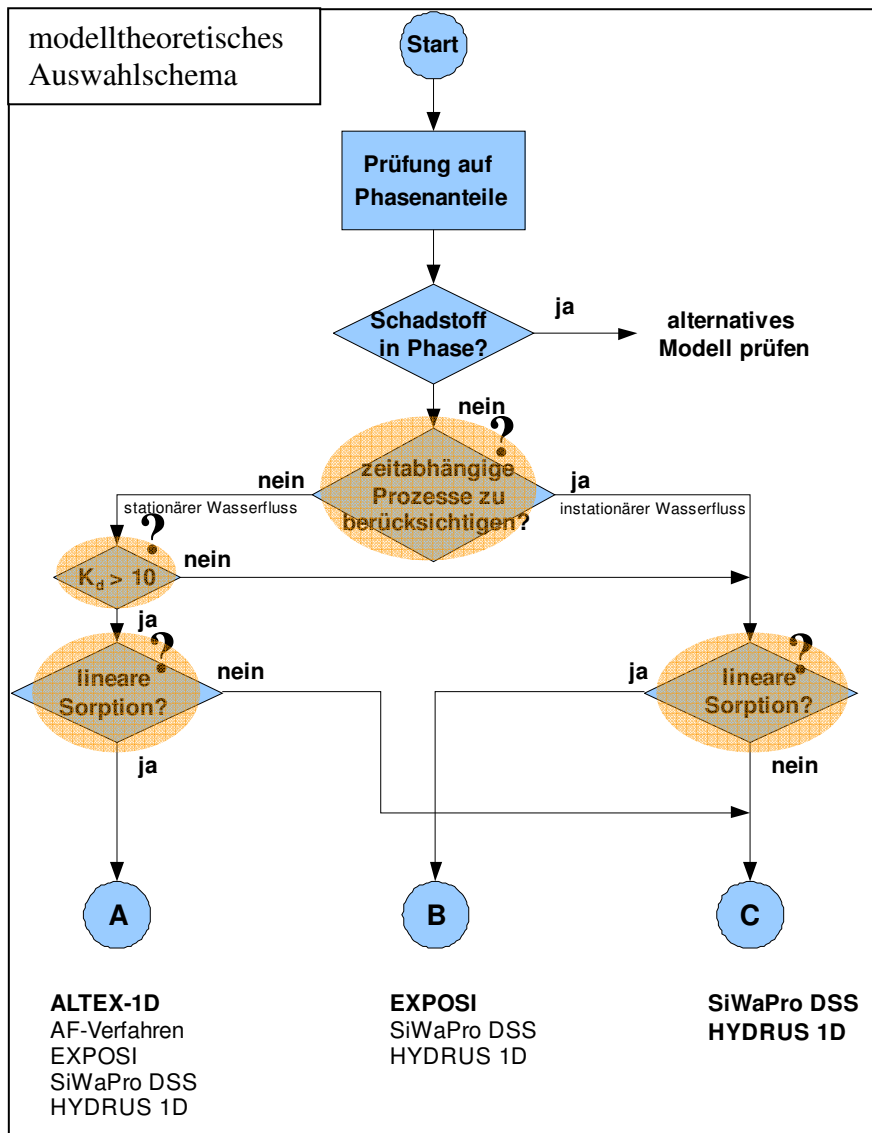 modelltheoretisches
Auswahlschema
Start
Prüfung auf
Phasenanteile
Schadstoff
in Phase?
ja
alternatives
Modell prüfen
nein
?
zeitabhängige
Prozesse zu
berücksichtigen?
nein
stationärer Wasserfluss
ja
instationärer Wasserfluss
?
K_d > 10
nein
ja
?
lineare
Sorption?
nein
ja
?
lineare
Sorption?
ja
nein
A
B
C
ALTEX-1D
AF-Verfahren
EXPOSI
SiWaPro DSS
HYDRUS 1D
EXPOSI
SiWaPro DSS
HYDRUS 1D
SiWaPro DSS
HYDRUS 1D